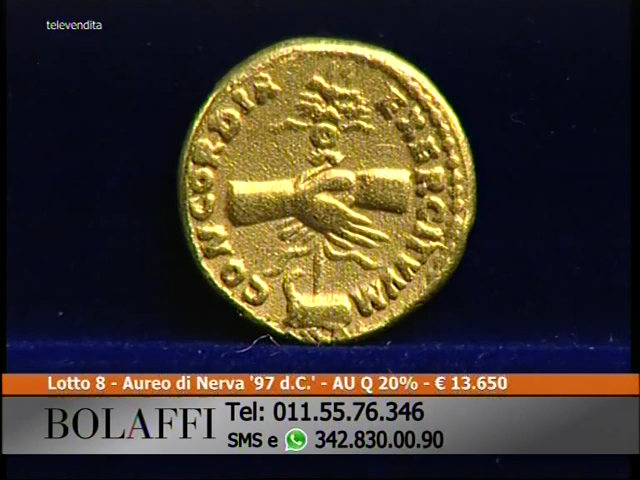 televendita
CONCORDIA EXERCITVVM
Lotto 8 - Aureo di Nerva '97 d.C.' - AU Q 20% - € 13.650
BOLAFFI
Tel: 011.55.76.346
SMS e 342.830.00.90